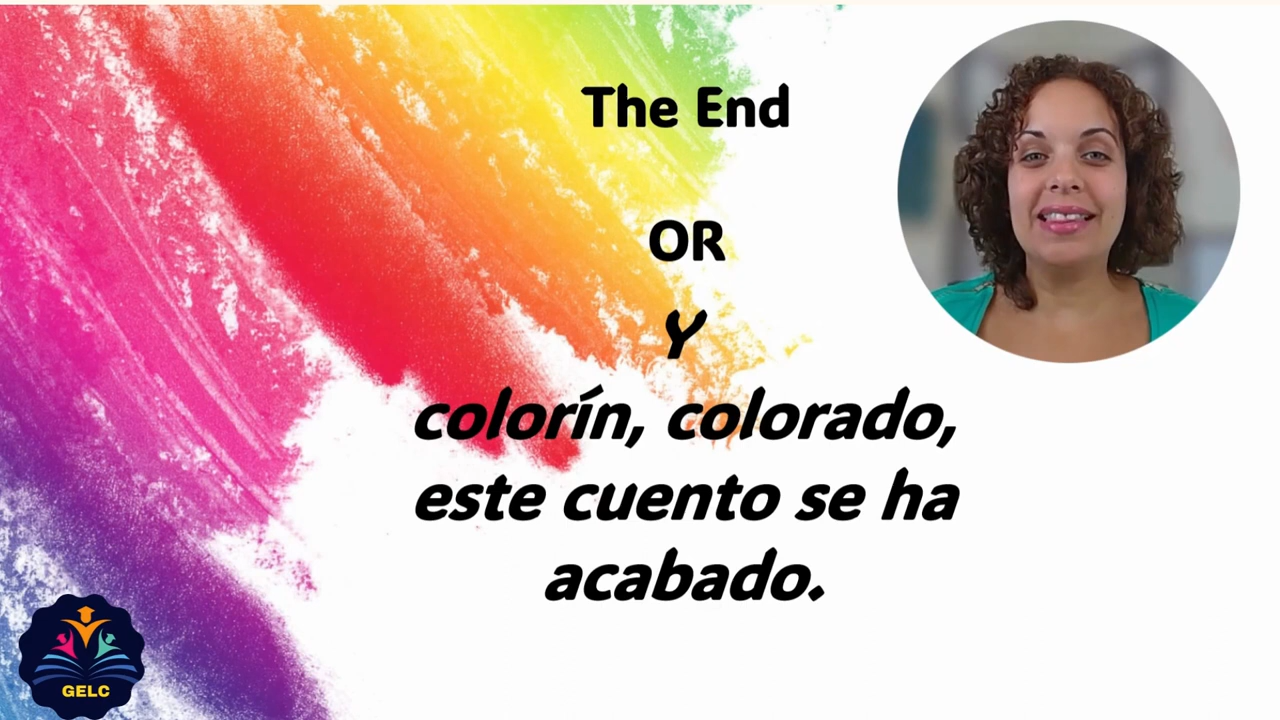 The End
OR
Y
colorín, colorado,
este cuento se ha
acabado.
GELC